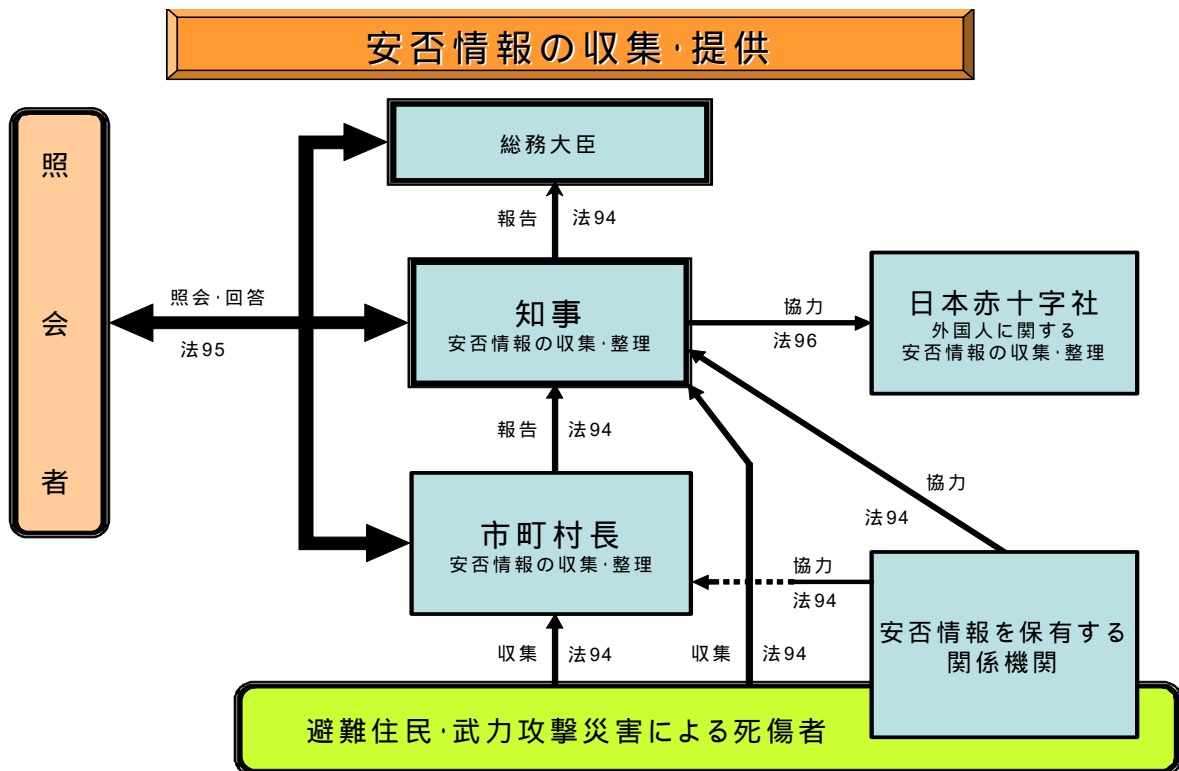 安否情報の収集･提供
照会者
総務大臣
報告 法94
照会･回答
法95
知事
安否情報の収集･整理
協力
法96
日本赤十字社
外国人に関する
安否情報の収集･整理
報告 法94
協力
法94
市町村長
安否情報の収集･整理
協力
法94
安否情報を保有する
関係機関
収集 法94
収集 法94
避難住民･武力攻撃災害による死傷者